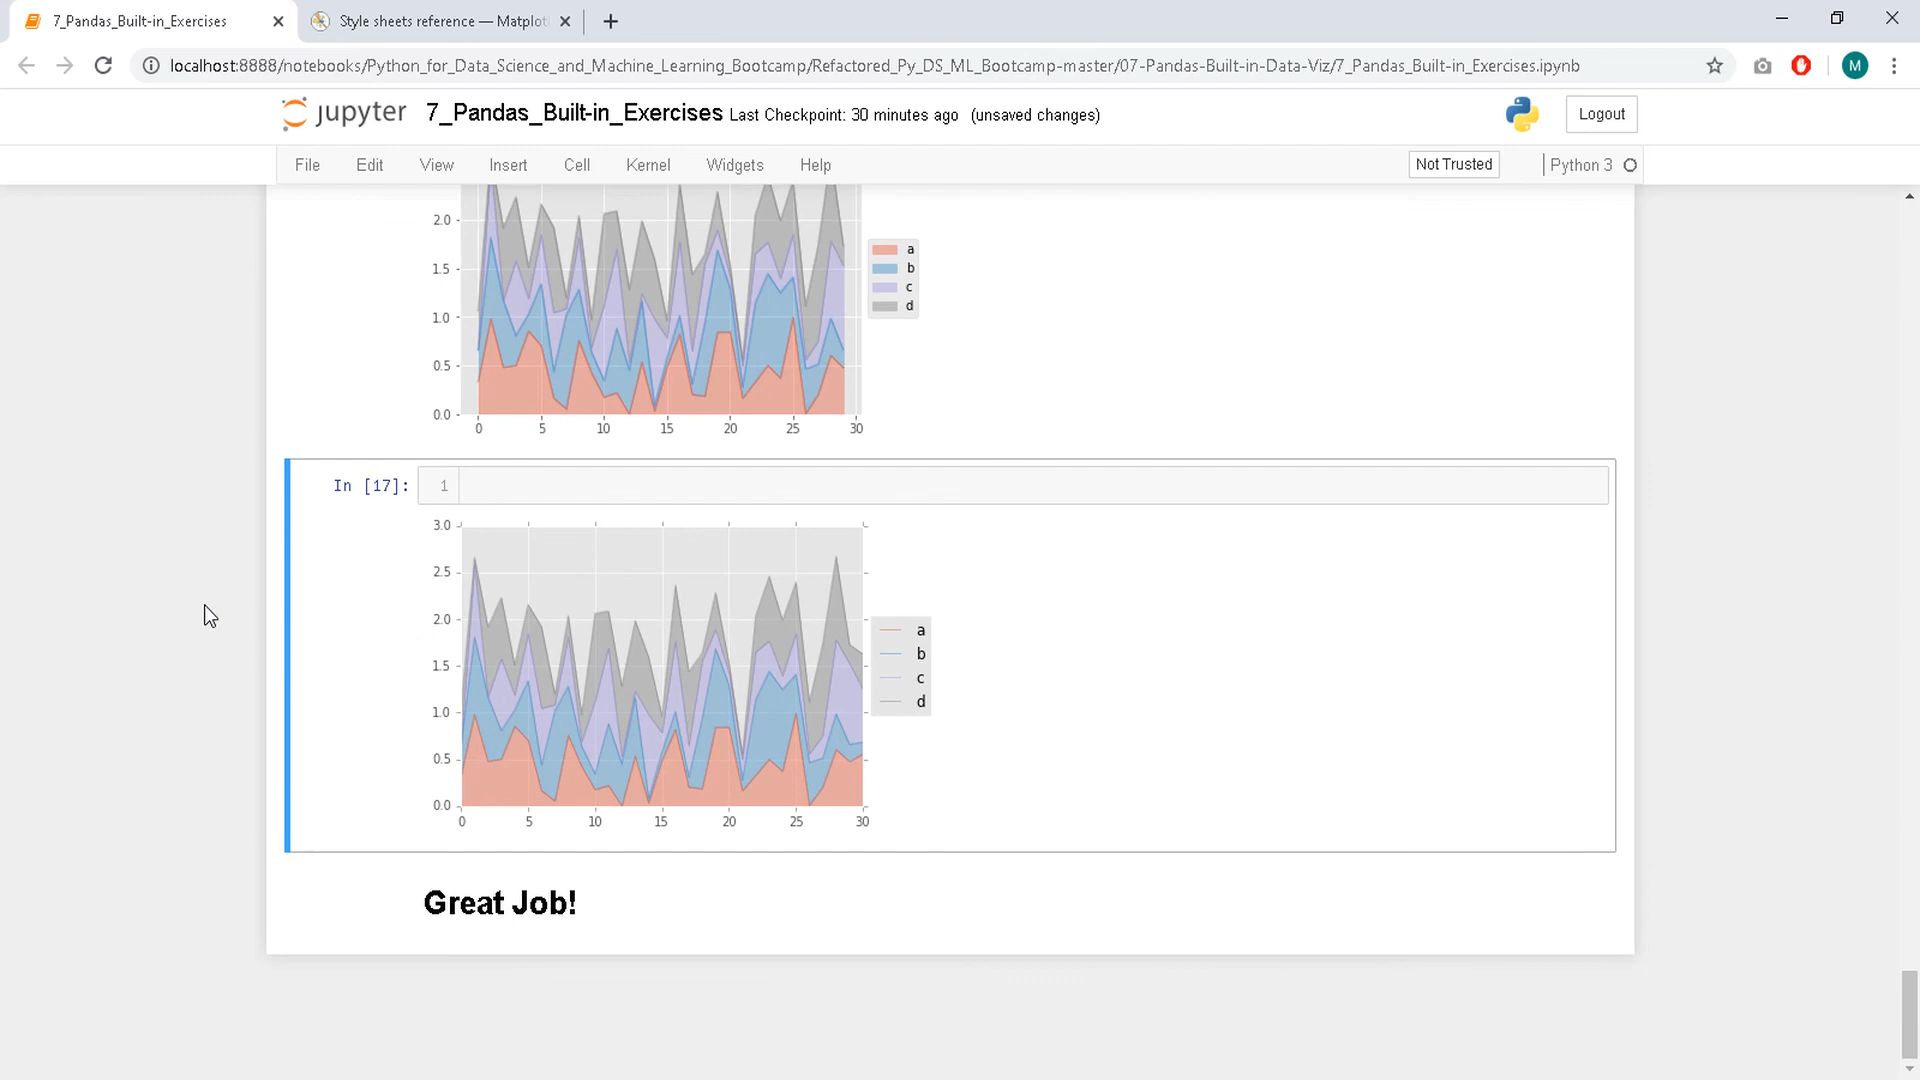 7_Pandas_Built-in_Exercises
Style sheets reference — Matplotl
localhost:8888/notebooks/Python_for_Data_Science_and_Machine_Learning_Bootcamp/Refactored_Py_DS_ML_Bootcamp-master/07-Pandas-Built-in-Data-Viz/7_Pandas_Built-in_Exercises.ipynb
M
jupyter 7_Pandas_Built-in_Exercises Last Checkpoint: 30 minutes ago (unsaved changes)
Logout
File Edit View Insert Cell Kernel Widgets Help
Not Trusted
Python 3
2.0
1.5
1.0
0.5
0.0
0 5 10 15 20 25 30
a
b
c
d
In [17]: 1
3.0
2.5
2.0
1.5
1.0
0.5
0.0
0 5 10 15 20 25 30
a
b
c
d
Great Job!